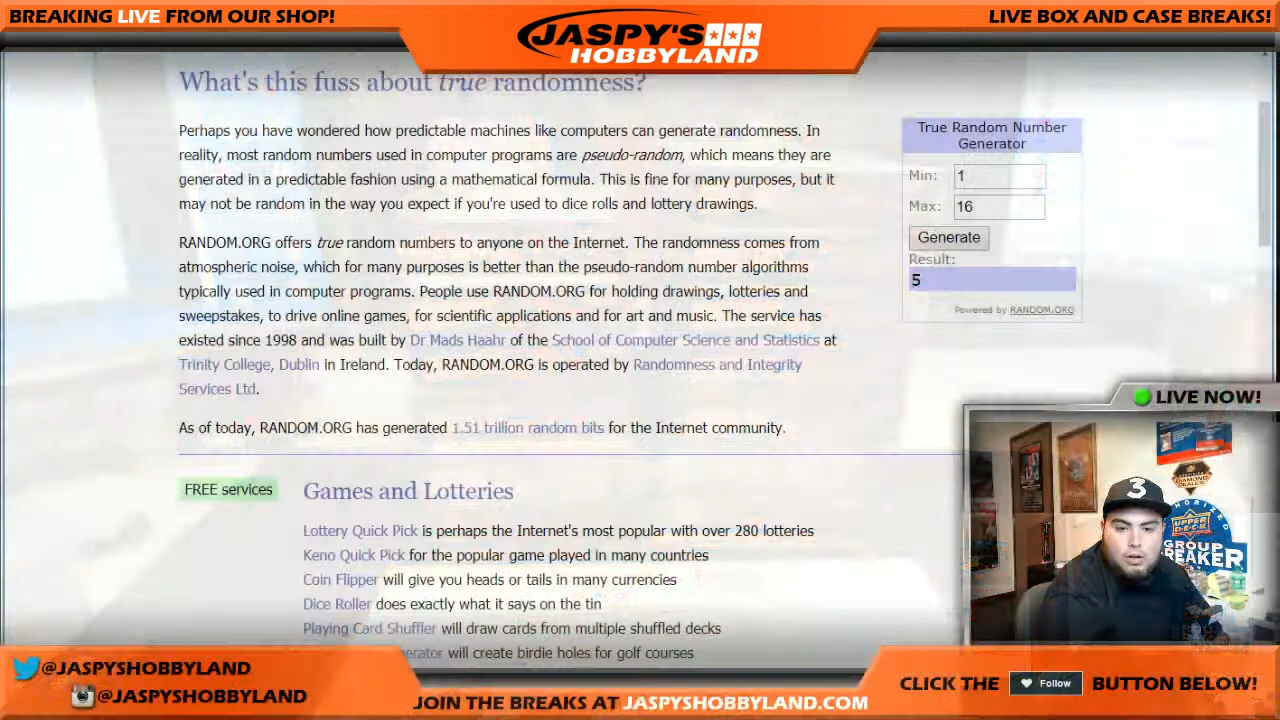 BREAKING LIVE FROM OUR SHOP!
JASPY'S
HOBBYLAND
LIVE BOX AND CASE BREAKS!
What's this fuss about true randomness?
Perhaps you have wondered how predictable machines like computers can generate randomness. In
reality, most random numbers used in computer programs are pseudo-random, which means they are
generated in a predictable fashion using a mathematical formula. This is fine for many purposes, but it
may not be random in the way you expect if you're used to dice rolls and lottery drawings.
RANDOM.ORG offers true random numbers to anyone on the Internet. The randomness comes from
atmospheric noise, which for many purposes is better than the pseudo-random number algorithms
typically used in computer programs. People use RANDOM.ORG for holding drawings, lotteries and
sweepstakes, to drive online games, for scientific applications and for art and music. The service has
existed since 1998 and was built by Dr Mads Haahr of the School of Computer Science and Statistics at
Trinity College, Dublin in Ireland. Today, RANDOM.ORG is operated by Randomness and Integrity
Services Ltd.
As of today, RANDOM.ORG has generated 1.51 trillion random bits for the Internet community.
True Random Number
Generator
Min: 1
Max: 16
Generate
Result:
5
Powered by RANDOM.ORG
FREE services
Games and Lotteries
Lottery Quick Pick is perhaps the Internet's most popular with over 280 lotteries
Keno Quick Pick for the popular game played in many countries
Coin Flipper will give you heads or tails in many currencies
Dice Roller does exactly what it says on the tin
Playing Card Shuffler will draw cards from multiple shuffled decks
will create birdie holes for golf courses
LIVE NOW!
3
DIAMOND
DEALER
UPPER
DECK
GROUP
BREAKER
@JASPYSHOBBYLAND
@JASPYSHOBBYLAND
JOIN THE BREAKS AT JASPYSHOBBYLAND.COM
CLICK THE Follow BUTTON BELOW!